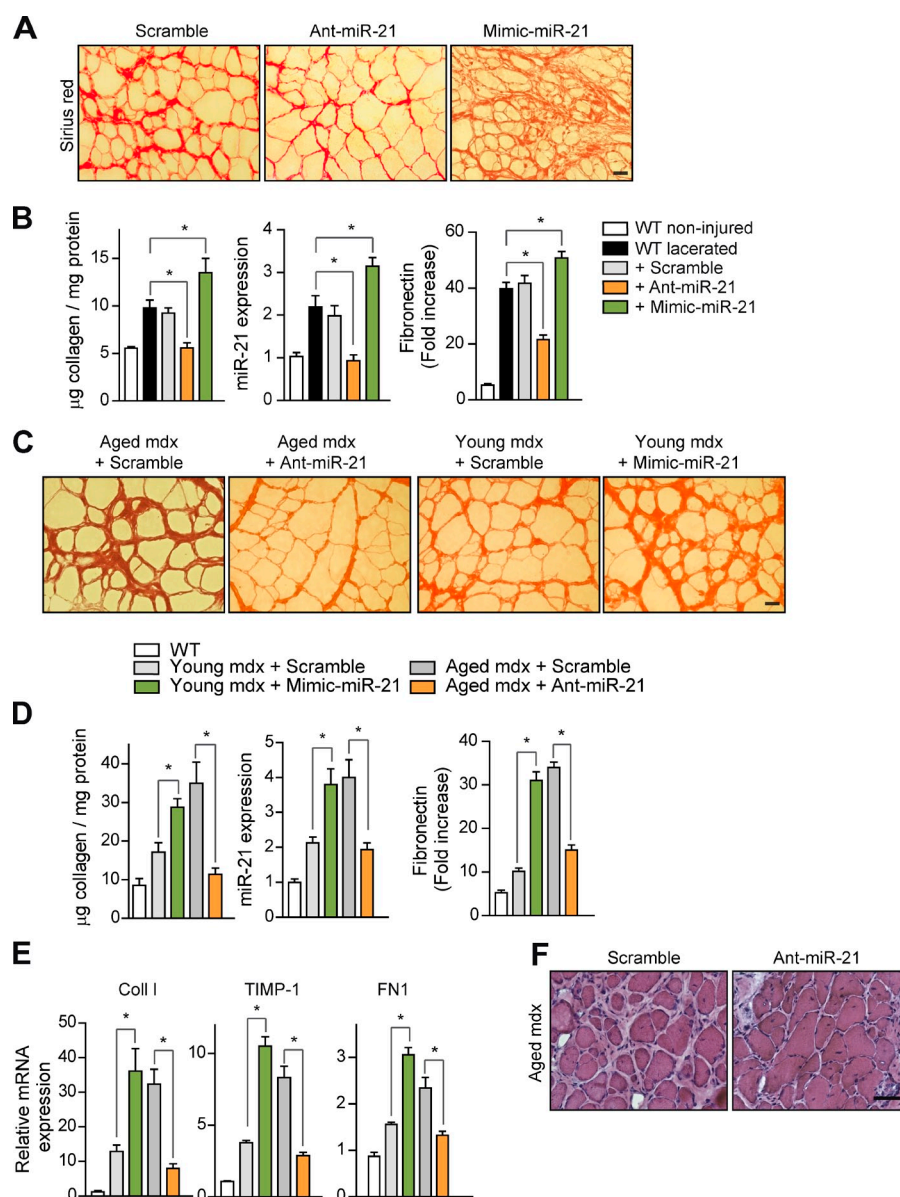 A
Scramble
Ant-miR-21
Mimic-miR-21
Sirius red
B
µg collagen / mg protein
15
10
5
0
miR-21 expression
4
3
2
1
0
Fibronectin
(Fold increase)
60
40
20
0
*
*
*
*
*
*
WT non-injured
WT lacerated
+ Scramble
+ Ant-miR-21
+ Mimic-miR-21
C
Aged mdx
+ Scramble
Aged mdx
+ Ant-miR-21
Young mdx
+ Scramble
Young mdx
+ Mimic-miR-21
WT
Young mdx + Scramble
Young mdx + Mimic-miR-21
Aged mdx + Scramble
Aged mdx + Ant-miR-21
D
µg collagen / mg protein
40
30
20
10
0
*
*
miR-21 expression
5
4
3
2
1
0
*
*
Fibronectin
(Fold increase)
40
30
20
10
0
*
*
E
Relative mRNA
expression
Coll I
50
40
30
20
10
0
*
*
TIMP-1
10
5
0
*
*
FN1
3
2
1
0
*
*
F
Scramble
Ant-miR-21
Aged mdx